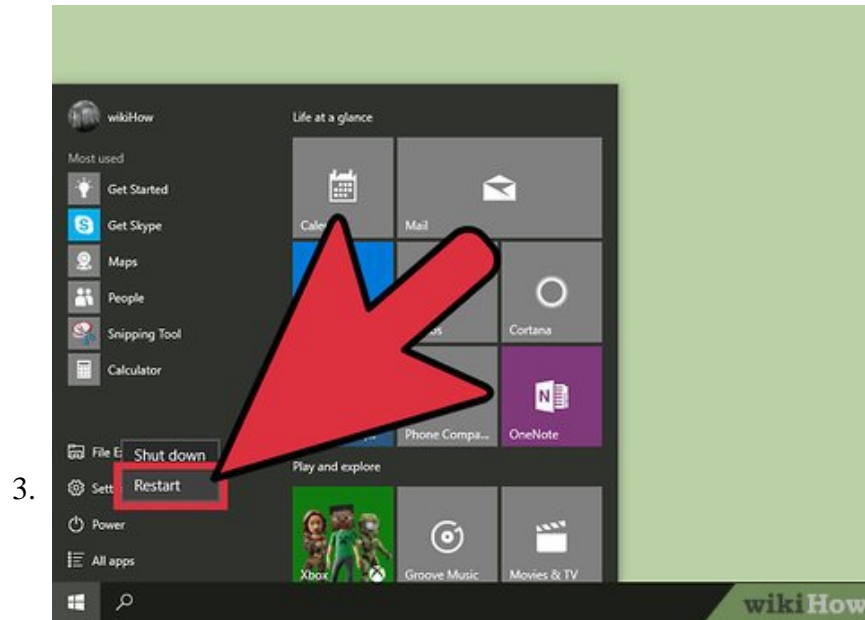 wikiHow
Life at a glance
Most used
Get Started
Get Skype
Maps
People
Snipping Tool
Calculator
Mail
Cortana
Phone Compa...
OneNote
Shut down
Restart
3.
Power
All apps
Play and explore
Xbox
Groove Music
Movies & TV
wikiHow